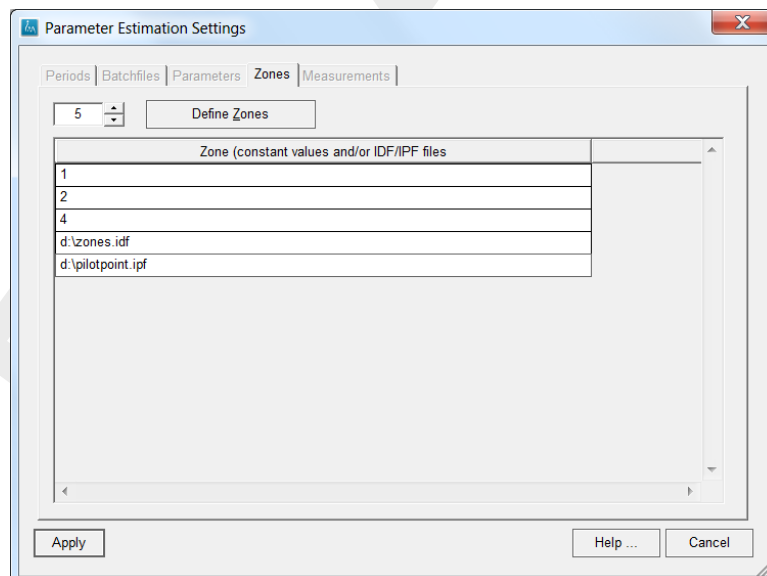 Parameter Estimation Settings
Periods Batchfiles Parameters Zones Measurements
5 Define Zones
Zone (constant values and/or IDF/IPF files
1
2
4
d:\zones.idf
d:\pilotpoint.ipf
Apply Help ... Cancel